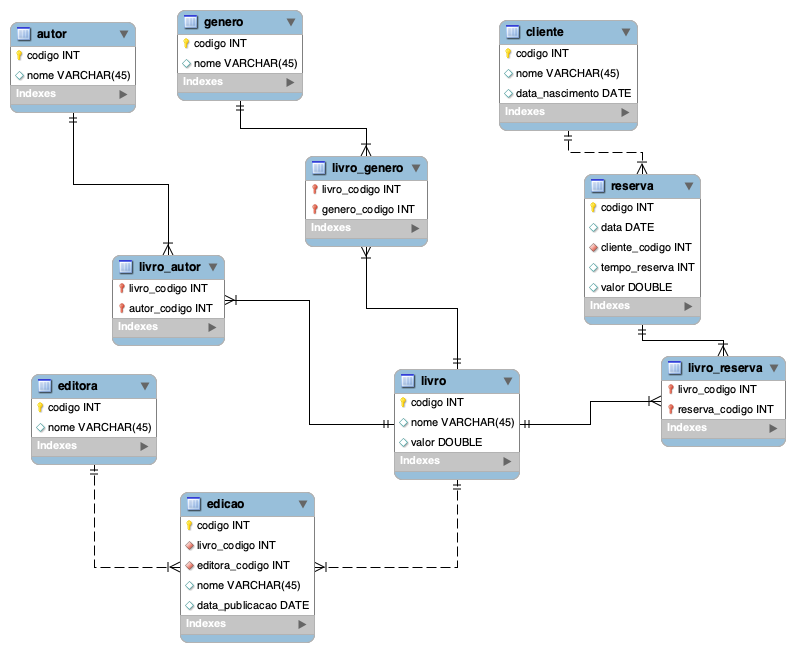 autor
codigo INT
nome VARCHAR(45)
Indexes
genero
codigo INT
nome VARCHAR(45)
Indexes
cliente
codigo INT
nome VARCHAR(45)
data_nascimento DATE
Indexes
livro_genero
livro_codigo INT
genero_codigo INT
Indexes
reserva
codigo INT
data DATE
cliente_codigo INT
tempo_reserva INT
valor DOUBLE
Indexes
livro_autor
livro_codigo INT
autor_codigo INT
Indexes
editora
codigo INT
nome VARCHAR(45)
Indexes
livro
codigo INT
nome VARCHAR(45)
valor DOUBLE
Indexes
livro_reserva
livro_codigo INT
reserva_codigo INT
Indexes
edicao
codigo INT
livro_codigo INT
editora_codigo INT
nome VARCHAR(45)
data_publicacao DATE
Indexes